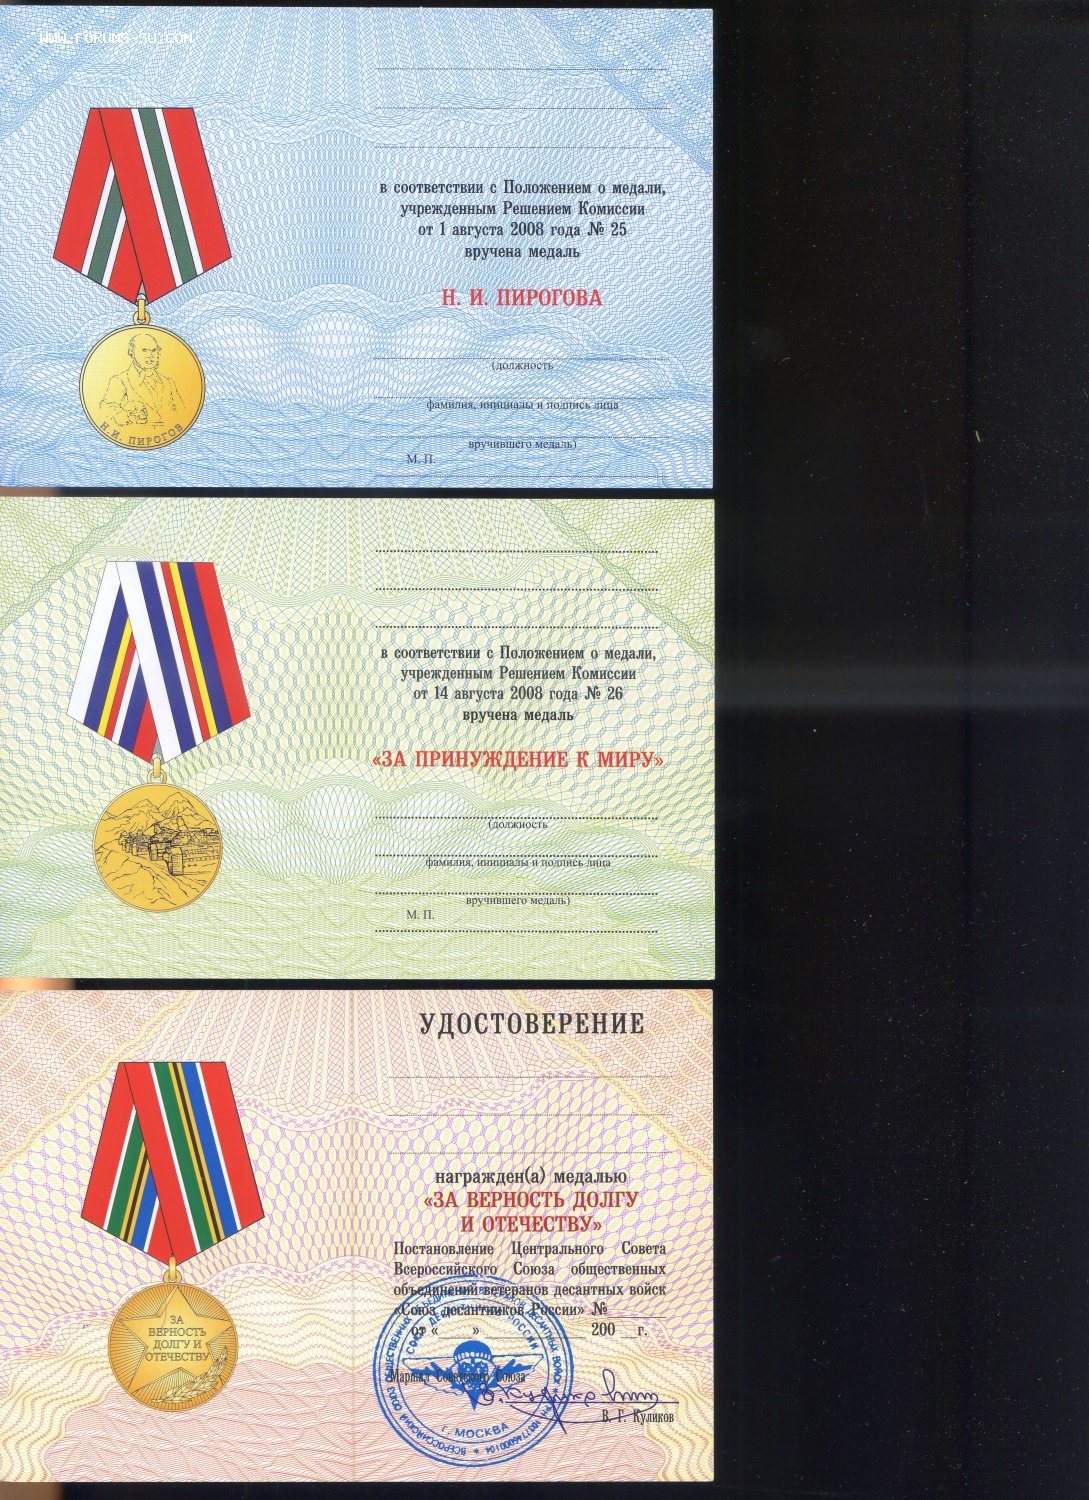 WWW.FORUMS-SU.COM
в соответствии с Положением о медали,
учрежденным Решением Комиссии
от 1 августа 2008 года № 25
вручена медаль
Н. И. ПИРОГОВА
(должность
фамилия, инициалы и подпись лица
вручившего медаль)
М. П.
Н.И. ПИРОГОВ
в соответствии с Положением о медали,
учрежденным Решением Комиссии
от 14 августа 2008 года № 26
вручена медаль
«ЗА ПРИНУЖДЕНИЕ К МИРУ»
(должность
фамилия, инициалы и подпись лица
вручившего медаль)
М. П.
УДОСТОВЕРЕНИЕ
награжден(а) медалью
«ЗА ВЕРНОСТЬ ДОЛГУ
И ОТЕЧЕСТВУ»
Постановление Центрального Совета
Всероссийского Союза общественных
объединений ветеранов десантных войск
«Союз десантников России» №
от « » 200 г.
Маршал Советского Союза
В. Г. Куликов
ЗА
ВЕРНОСТЬ
ДОЛГУ И
ОТЕЧЕСТВУ
г. МОСКВА